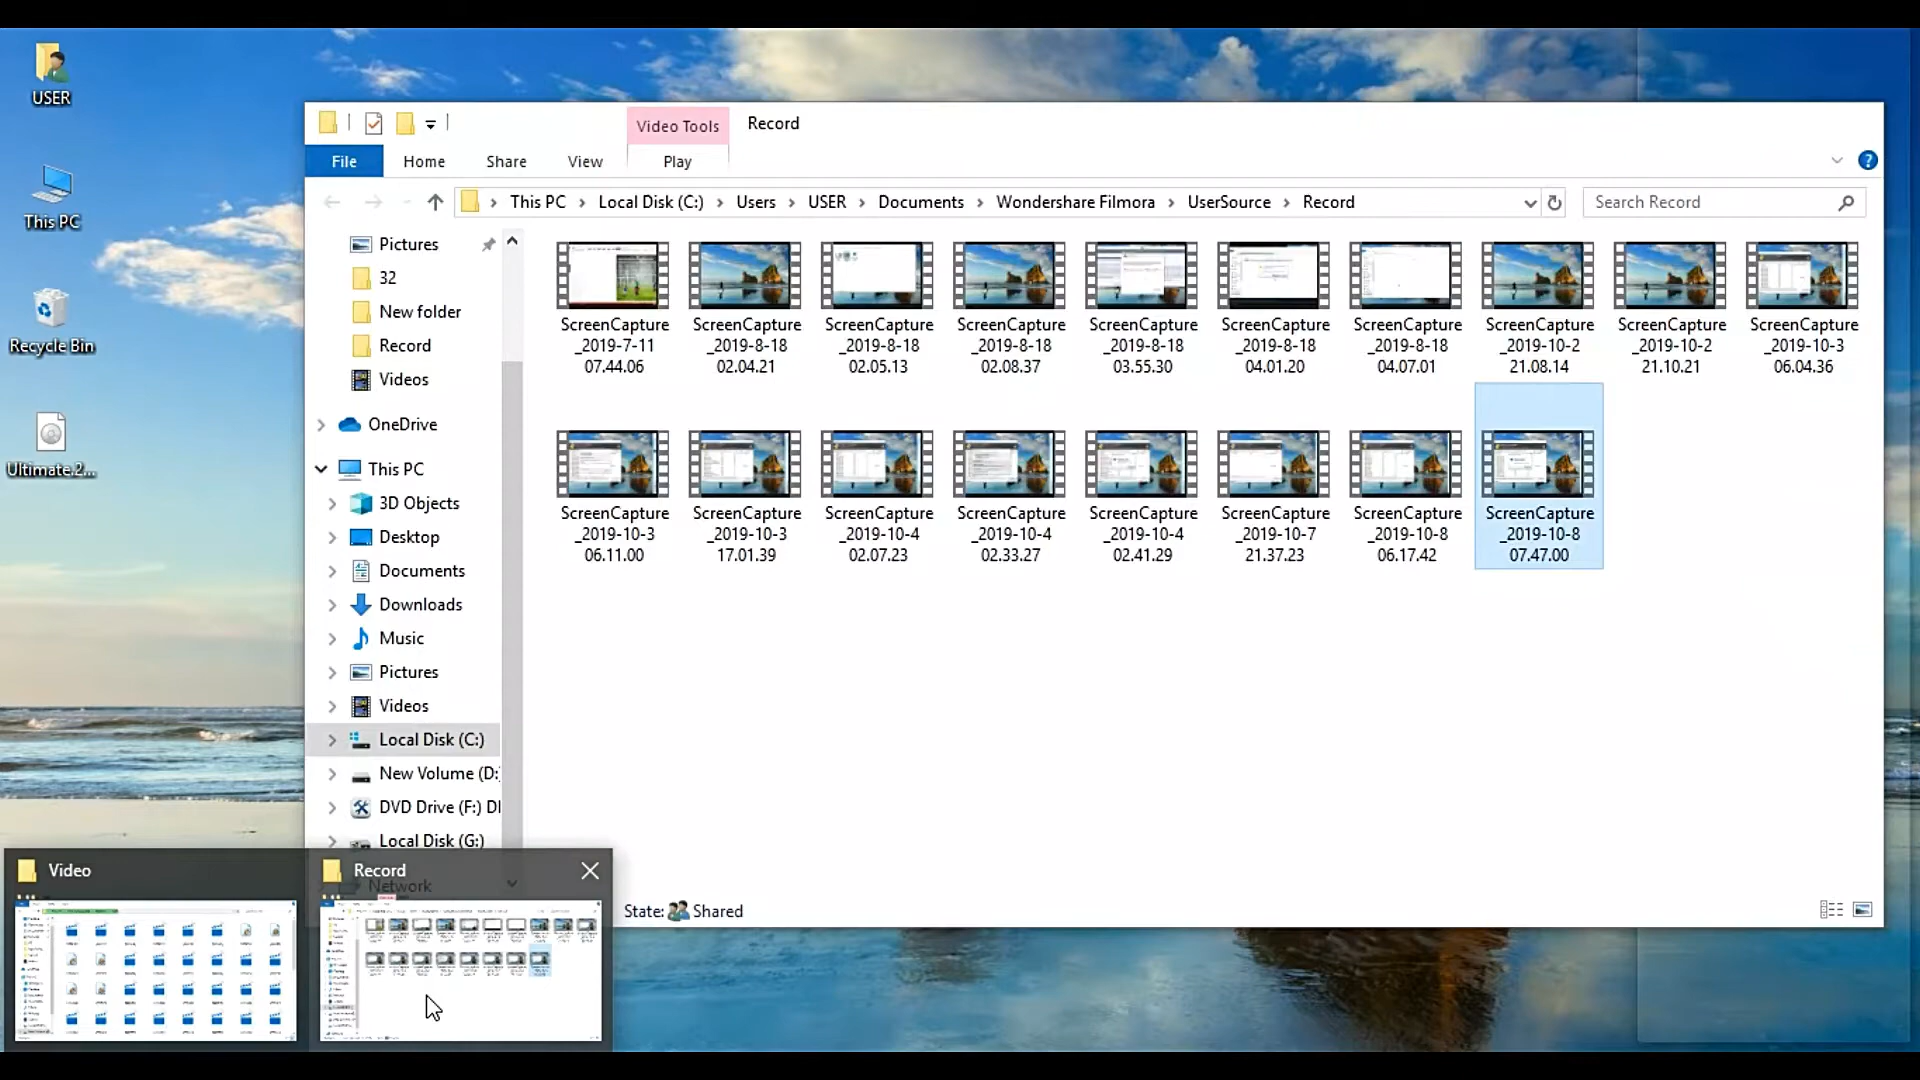 USER
This PC
Recycle Bin
Ultimate.2...
Video Tools
Record
File
Home
Share
View
Play
This PC
Local Disk (C:)
Users
USER
Documents
Wondershare Filmora
UserSource
Record
Search Record
Pictures
32
New folder
Record
Videos
OneDrive
This PC
3D Objects
Desktop
Documents
Downloads
Music
Pictures
Videos
Local Disk (C:)
New Volume (D:
DVD Drive (F:) DI
Local Disk (G:)
Network
ScreenCapture
_2019-7-11
07.44.06
ScreenCapture
_2019-8-18
02.04.21
ScreenCapture
_2019-8-18
02.05.13
ScreenCapture
_2019-8-18
02.08.37
ScreenCapture
_2019-8-18
03.55.30
ScreenCapture
_2019-8-18
04.01.20
ScreenCapture
_2019-8-18
04.07.01
ScreenCapture
_2019-10-2
21.08.14
ScreenCapture
_2019-10-2
21.10.21
ScreenCapture
_2019-10-3
06.04.36
ScreenCapture
_2019-10-3
06.11.00
ScreenCapture
_2019-10-3
17.01.39
ScreenCapture
_2019-10-4
02.07.23
ScreenCapture
_2019-10-4
02.33.27
ScreenCapture
_2019-10-4
02.41.29
ScreenCapture
_2019-10-7
21.37.23
ScreenCapture
_2019-10-8
06.17.42
ScreenCapture
_2019-10-8
07.47.00
State: Shared
Video
Record